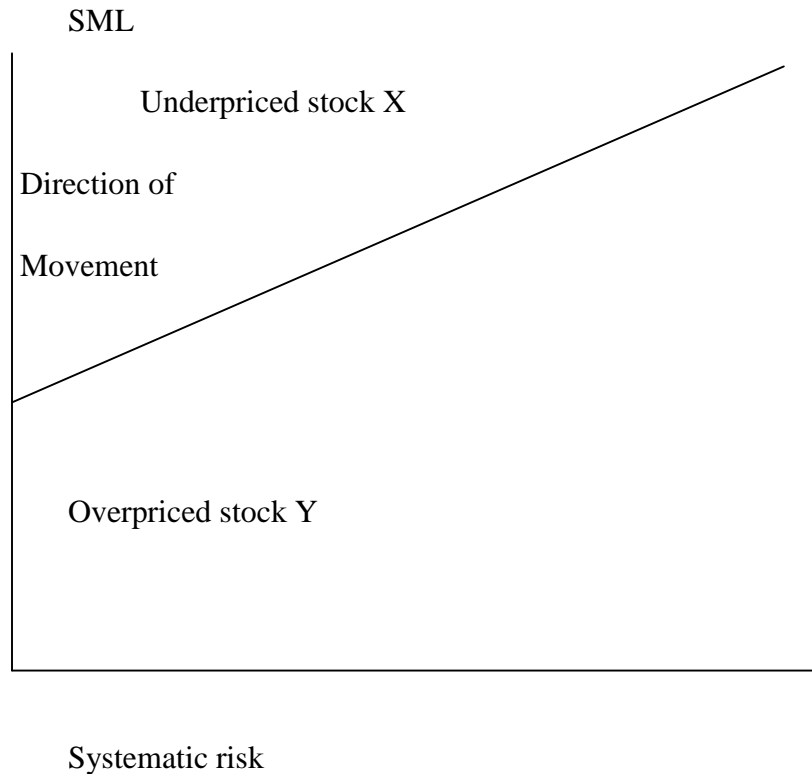 SML
Underpriced stock X
Direction of
Movement
Overpriced stock Y
Systematic risk